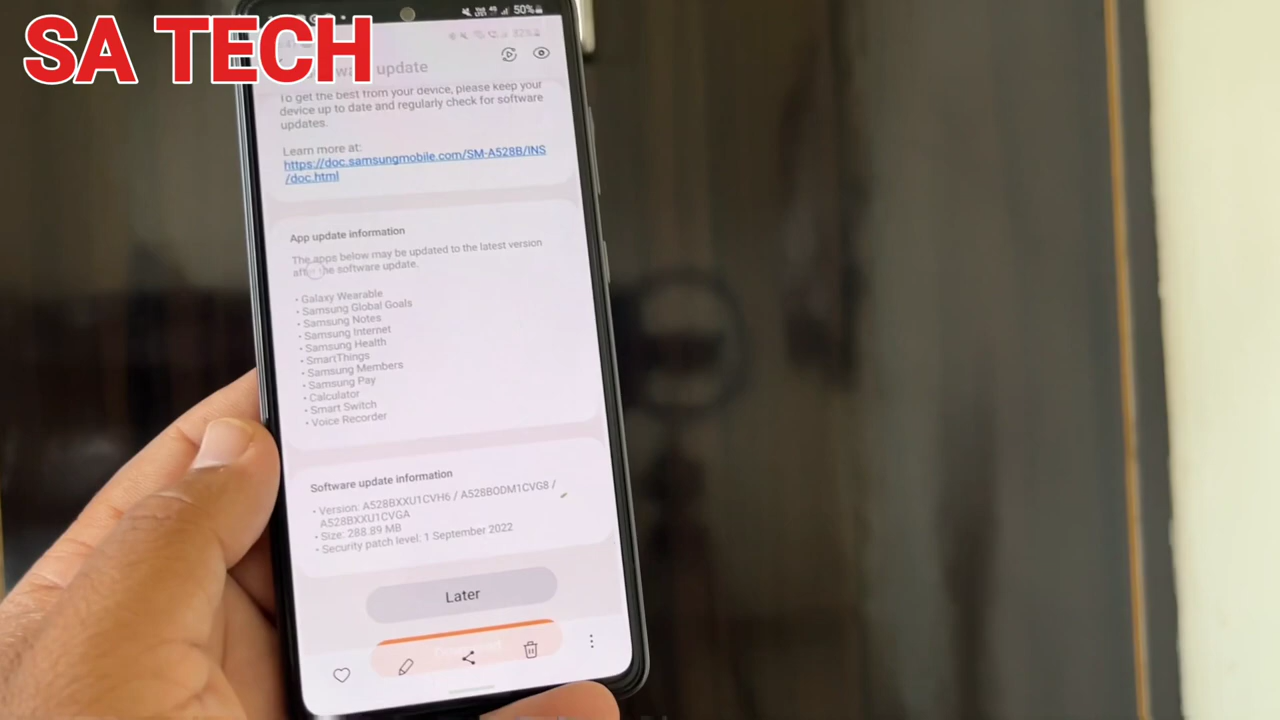 SA TECH
50%
82%
update
To get the best from your device, please keep your
device up to date and regularly check for software
updates.
Learn more at:
https://doc.samsungmobile.com/SM-A528B/INS
/doc.html
App update information
The apps below may be updated to the latest version
after the software update.
• Galaxy Wearable
• Samsung Global Goals
• Samsung Notes
• Samsung Internet
• Samsung Health
• SmartThings
• Samsung Members
• Samsung Pay
• Calculator
• Smart Switch
• Voice Recorder
Software update information
• Version: A528BXXU1CVH6 / A528BODM1CVG8 /
A528BXXU1CVGA
• Size: 288.89 MB
• Security patch level: 1 September 2022
Later